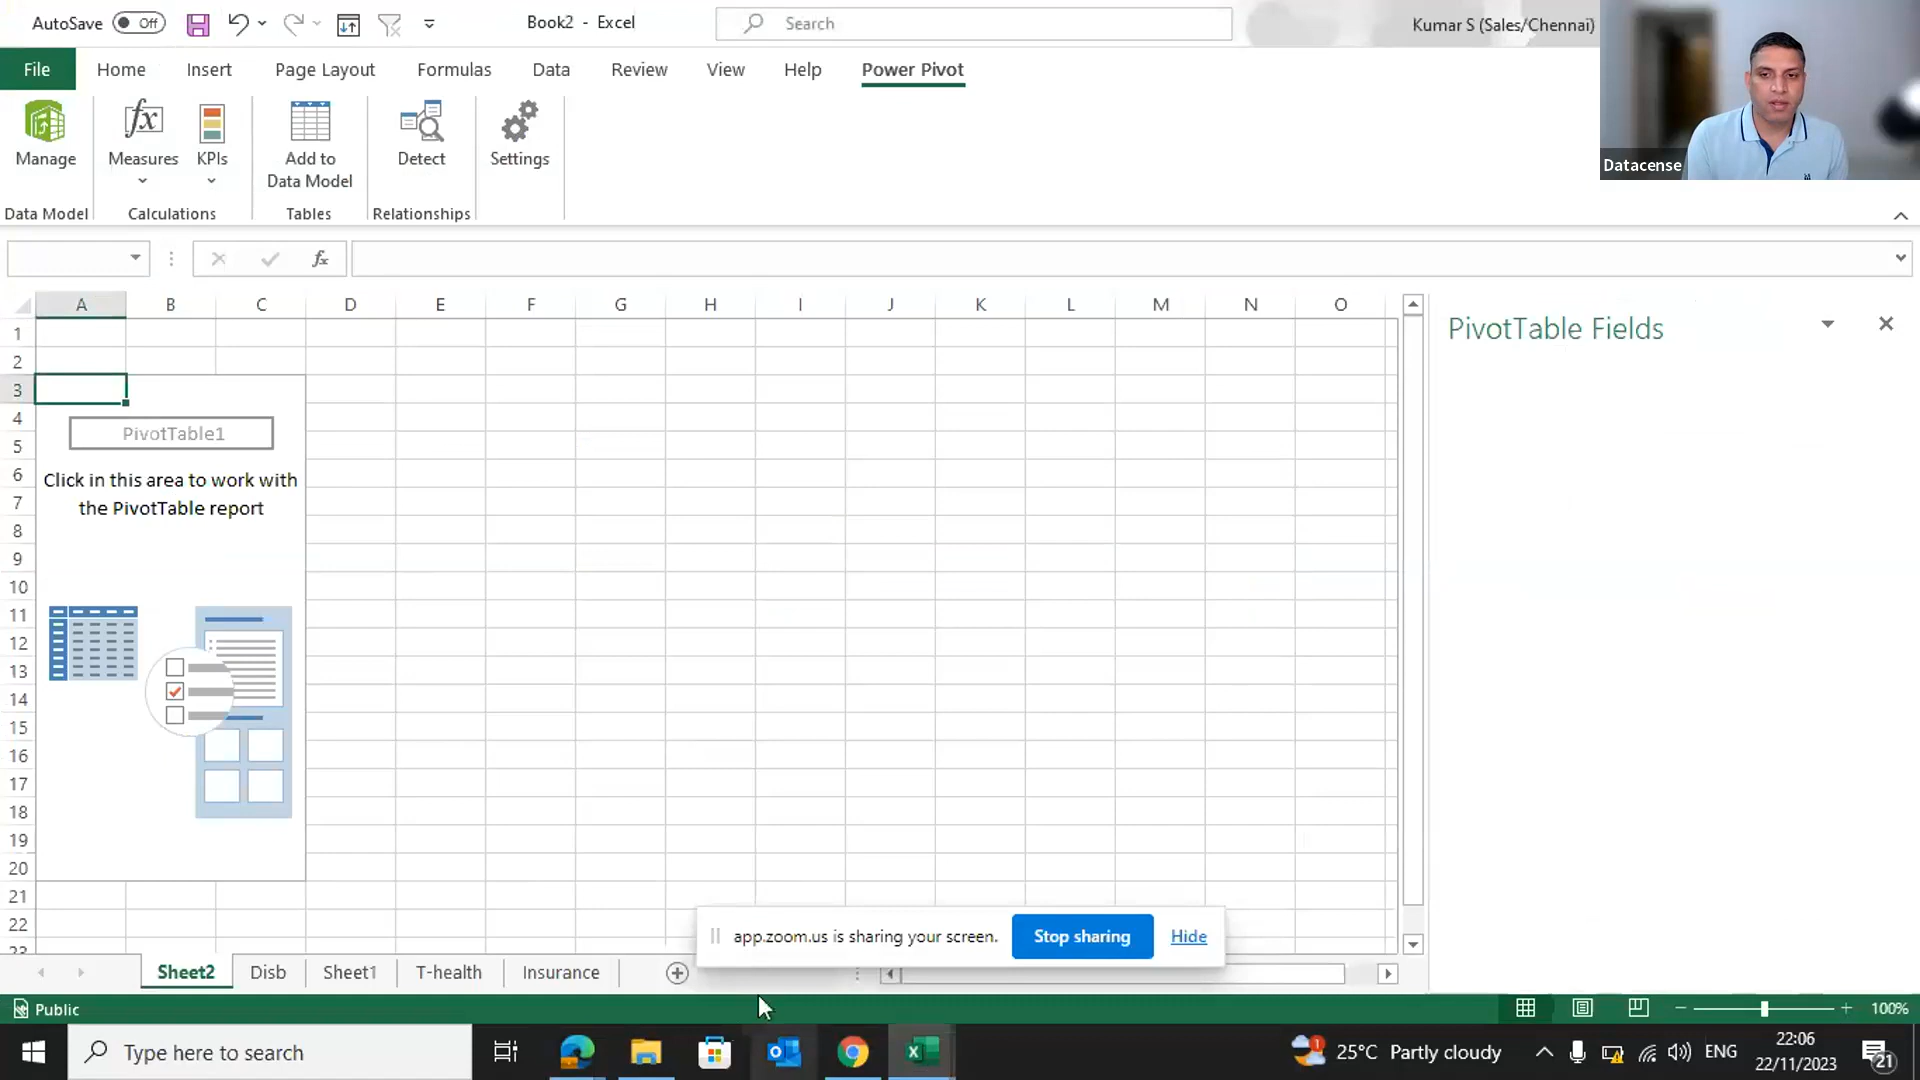 AutoSave Off Book2 - Excel Search Kumar S (Sales/Chennai)
File Home Insert Page Layout Formulas Data Review View Help Power Pivot
Manage Measures KPIs Add to Data Model Detect Settings
Data Model Calculations Tables Relationships
Datacense
fx
A B C D E F G H I J K L M N O
PivotTable Fields
1
2
3
4
PivotTable1
5
6
Click in this area to work with
7
the PivotTable report
8
9
10
11
12
13
14
15
16
17
18
19
20
21
22
23
app.zoom.us is sharing your screen. Stop sharing Hide
Sheet2 Disb Sheet1 T-health Insurance
Public 100%
Type here to search 25°C Partly cloudy ENG 22:06
22/11/2023 21